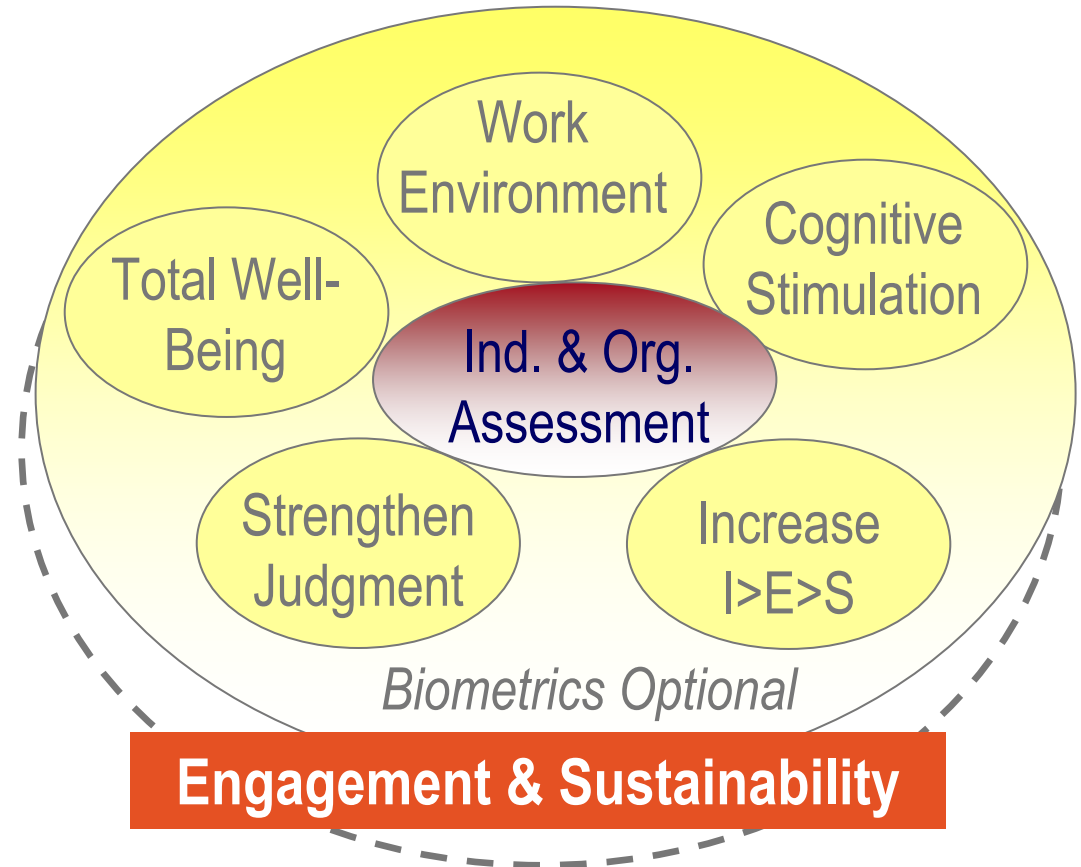 Work
Environment
Cognitive
Stimulation
Total Well-
Being
Ind. & Org.
Assessment
Strengthen
Judgment
Increase
I>E>S
Biometrics Optional
Engagement & Sustainability